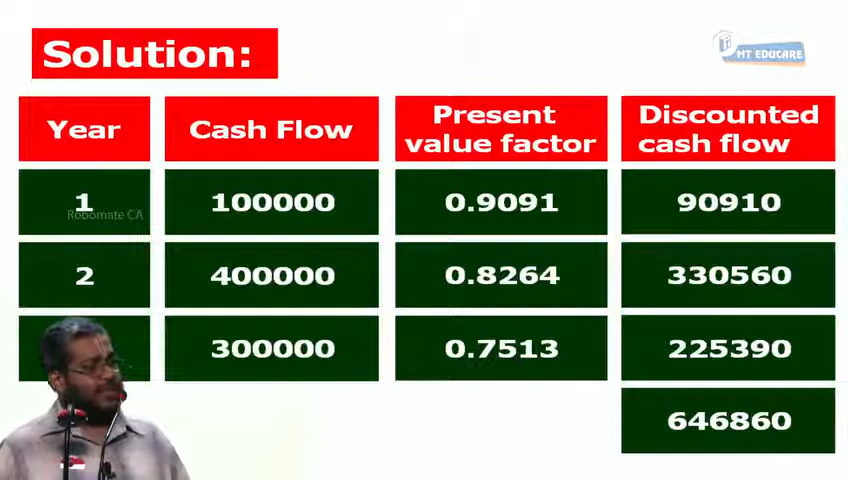 Solution:
MT EDUCARE
Year Cash Flow Present value factor Discounted cash flow
1 100000 0.9091 90910
Robomate CA
2 400000 0.8264 330560
300000 0.7513 225390
646860